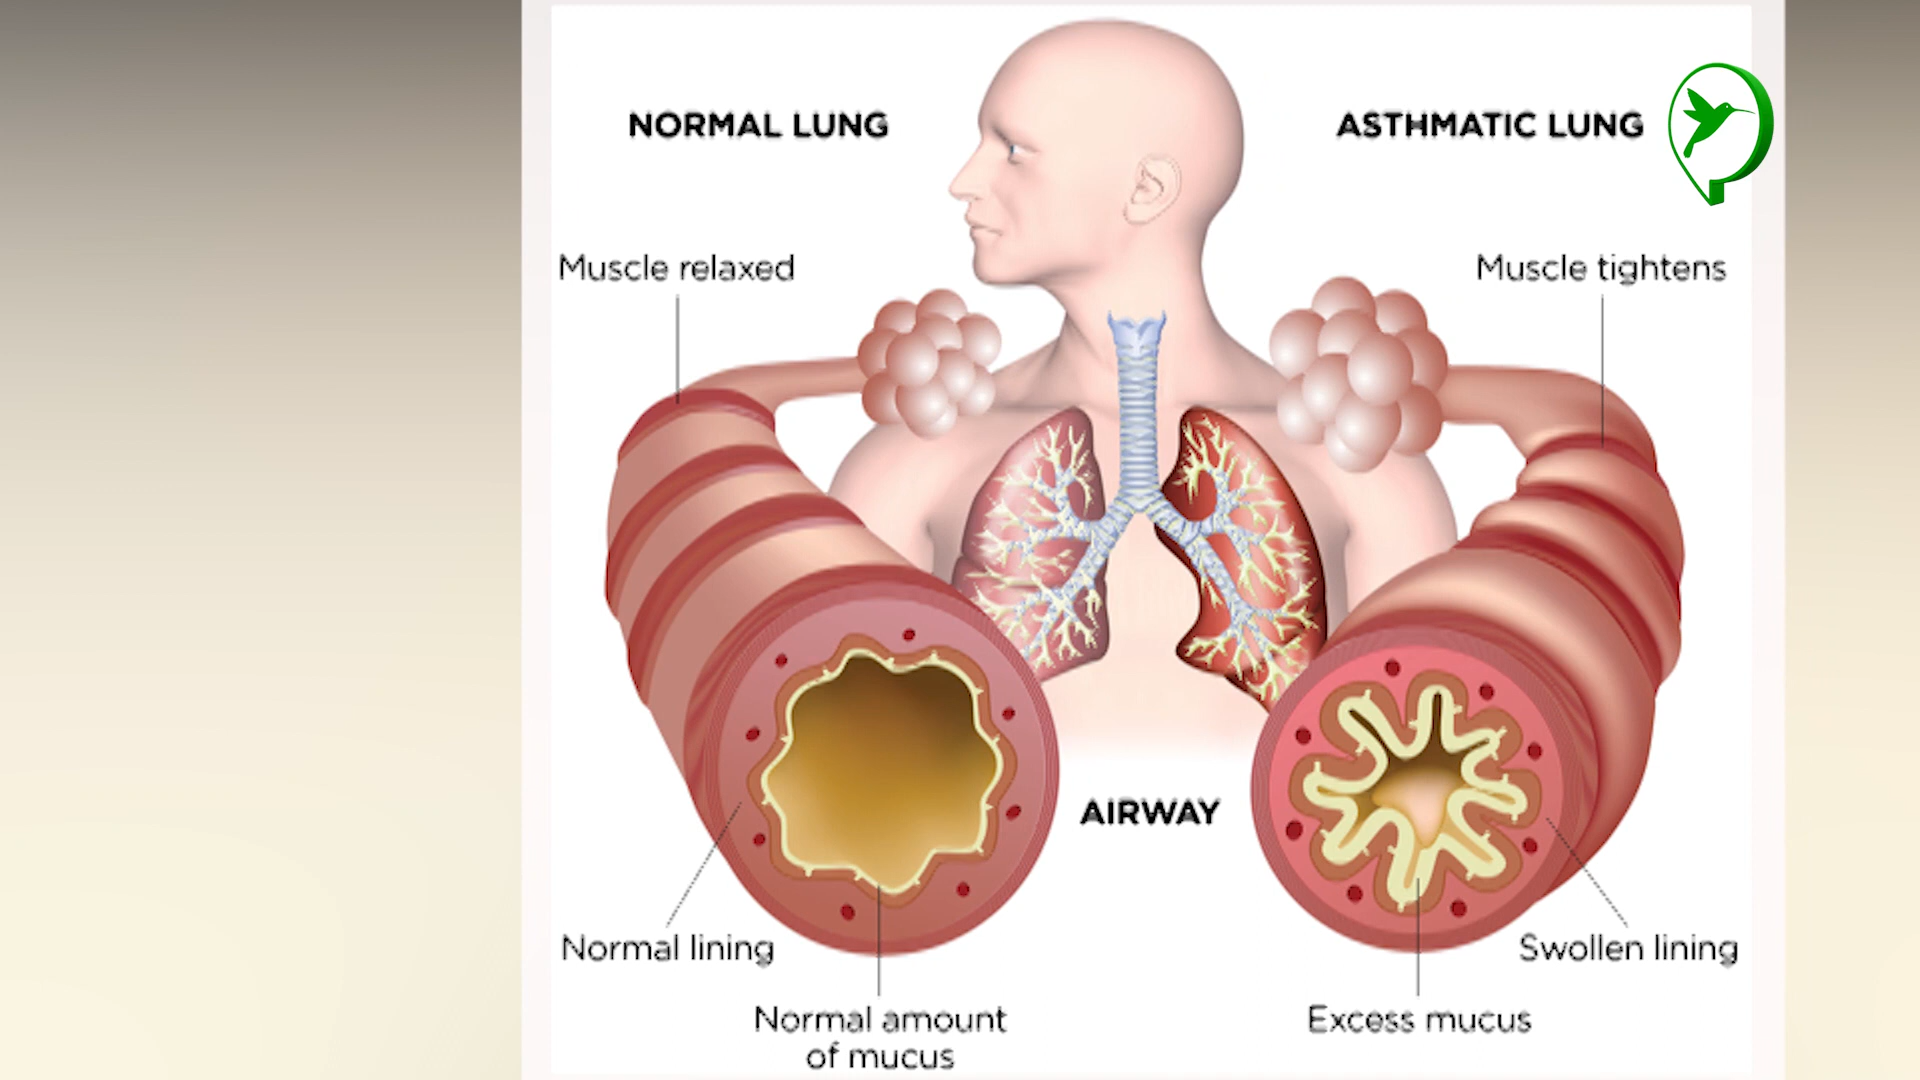 NORMAL LUNG
ASTHMATIC LUNG
Muscle relaxed
Muscle tightens
AIRWAY
Normal lining
Swollen lining
Normal amount
of mucus
Excess mucus